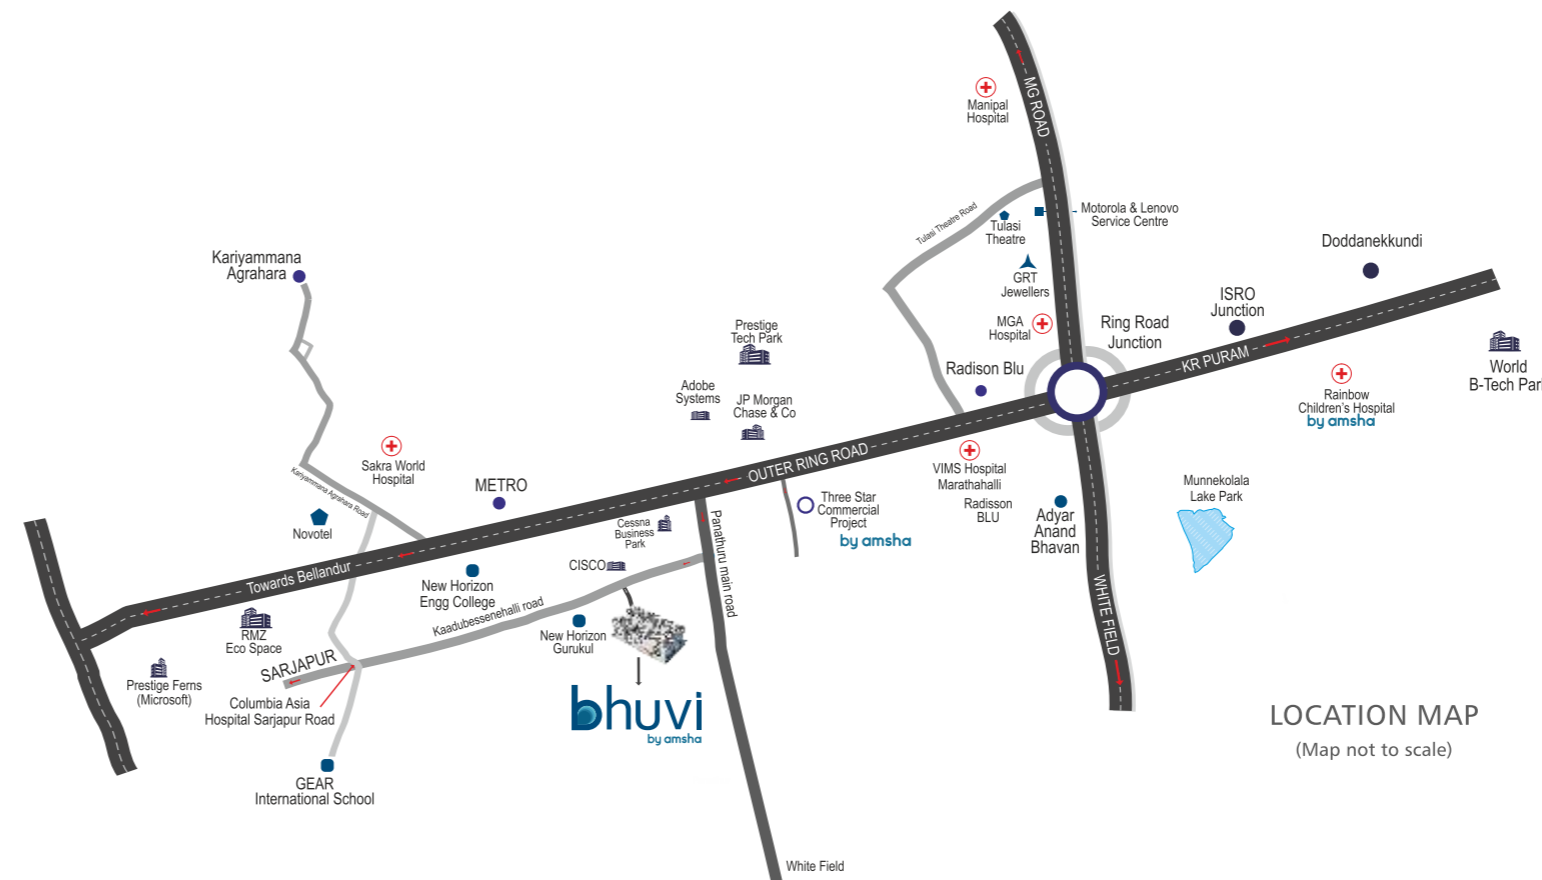 MG ROAD
Manipal
Hospital
Tulasi Theatre Road
Tulasi
Theatre
Motorola & Lenovo
Service Centre
GRT
Jewellers
MGA
Hospital
Ring Road
Junction
Doddanekkundi
ISRO
Junction
KR PURAM
World
B-Tech Par
Rainbow
Children's Hospital
by amsha
Kariyammana
Agrahara
Prestige
Tech Park
Adobe
Systems
JP Morgan
Chase & Co
Radison Blu
OUTER RING ROAD
VIMS Hospital
Marathahalli
Radisson
BLU
Adyar
Anand
Bhavan
Munnekolala
Lake Park
Sakra World
Hospital
Kariyammana Agrahara Road
METRO
Novotel
Three Star
Commercial
Project
by amsha
Cessna
Business
Park
CISCO
Panathuru main road
WHITE FIELD
Towards Bellandur
New Horizon
Engg College
Kaadubessenehalli road
New Horizon
Gurukul
RMZ
Eco Space
SARJAPUR
Prestige Ferns
(Microsoft)
Columbia Asia
Hospital Sarjapur Road
bhuvi
by amsha
GEAR
International School
White Field
LOCATION MAP
(Map not to scale)